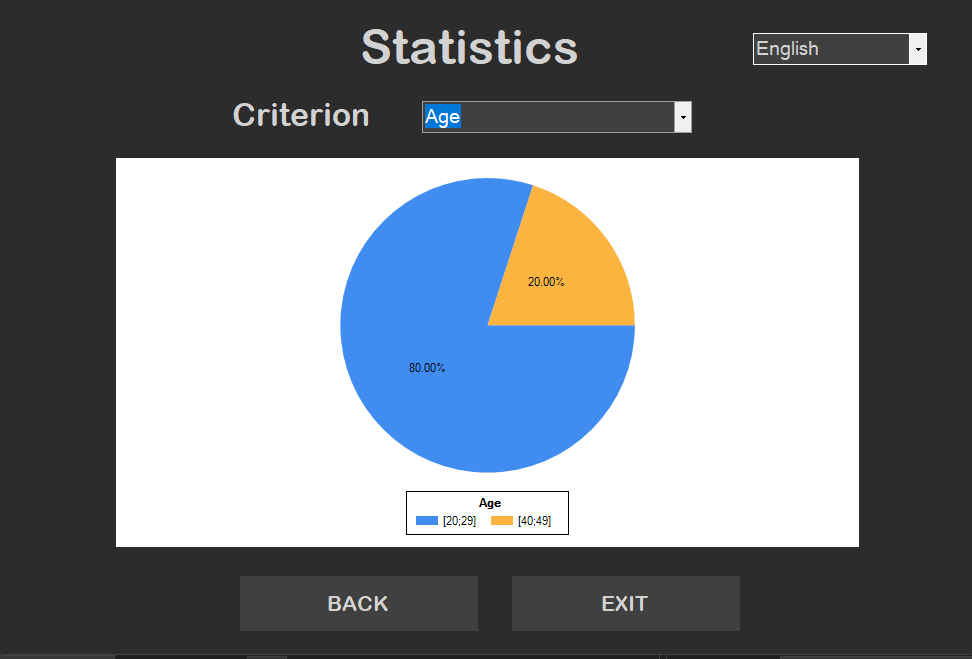 Statistics
English
Criterion
Age
20.00%
80.00%
Age
[20;29] [40;49]
BACK
EXIT